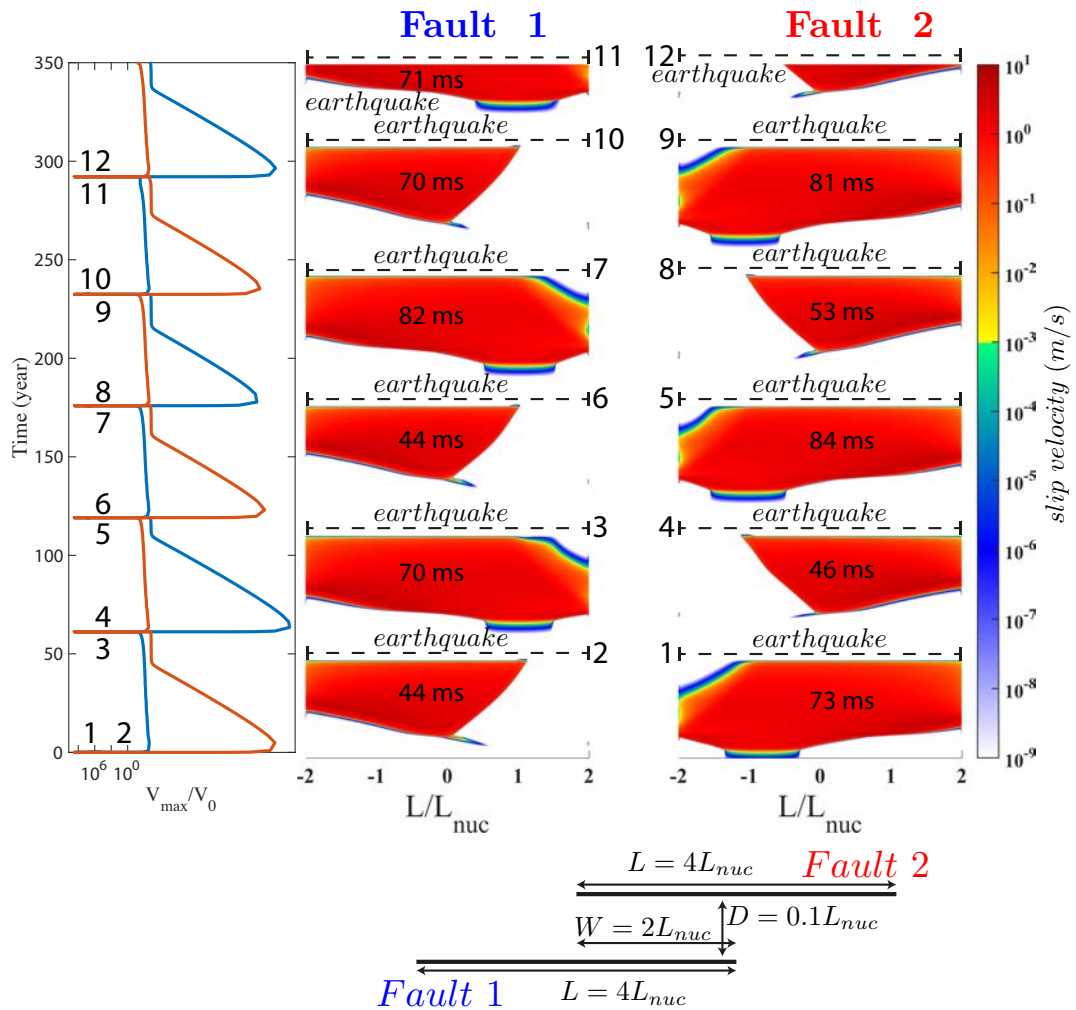 Fault 1
Fault 2
350
300
250
200
150
100
50
0
Time (year)
12
11
10
9
8
7
6
5
4
3
1 2
10^6 10^0
V_max/V_0
11
71 ms
earthquake
earthquake
10
70 ms
earthquake
7
82 ms
earthquake
6
44 ms
earthquake
3
70 ms
earthquake
2
44 ms
-2 -1 0 1 2
L/L_nuc
12
earthquake
earthquake
9
81 ms
earthquake
8
53 ms
earthquake
5
84 ms
earthquake
4
46 ms
earthquake
1
73 ms
-2 -1 0 1 2
L/L_nuc
10^1
10^0
10^-1
10^-2
10^-3
10^-4
10^-5
10^-6
10^-7
10^-8
10^-9
slip velocity (m/s)
L = 4L_nuc
Fault 2
W = 2L_nuc
D = 0.1L_nuc
Fault 1
L = 4L_nuc